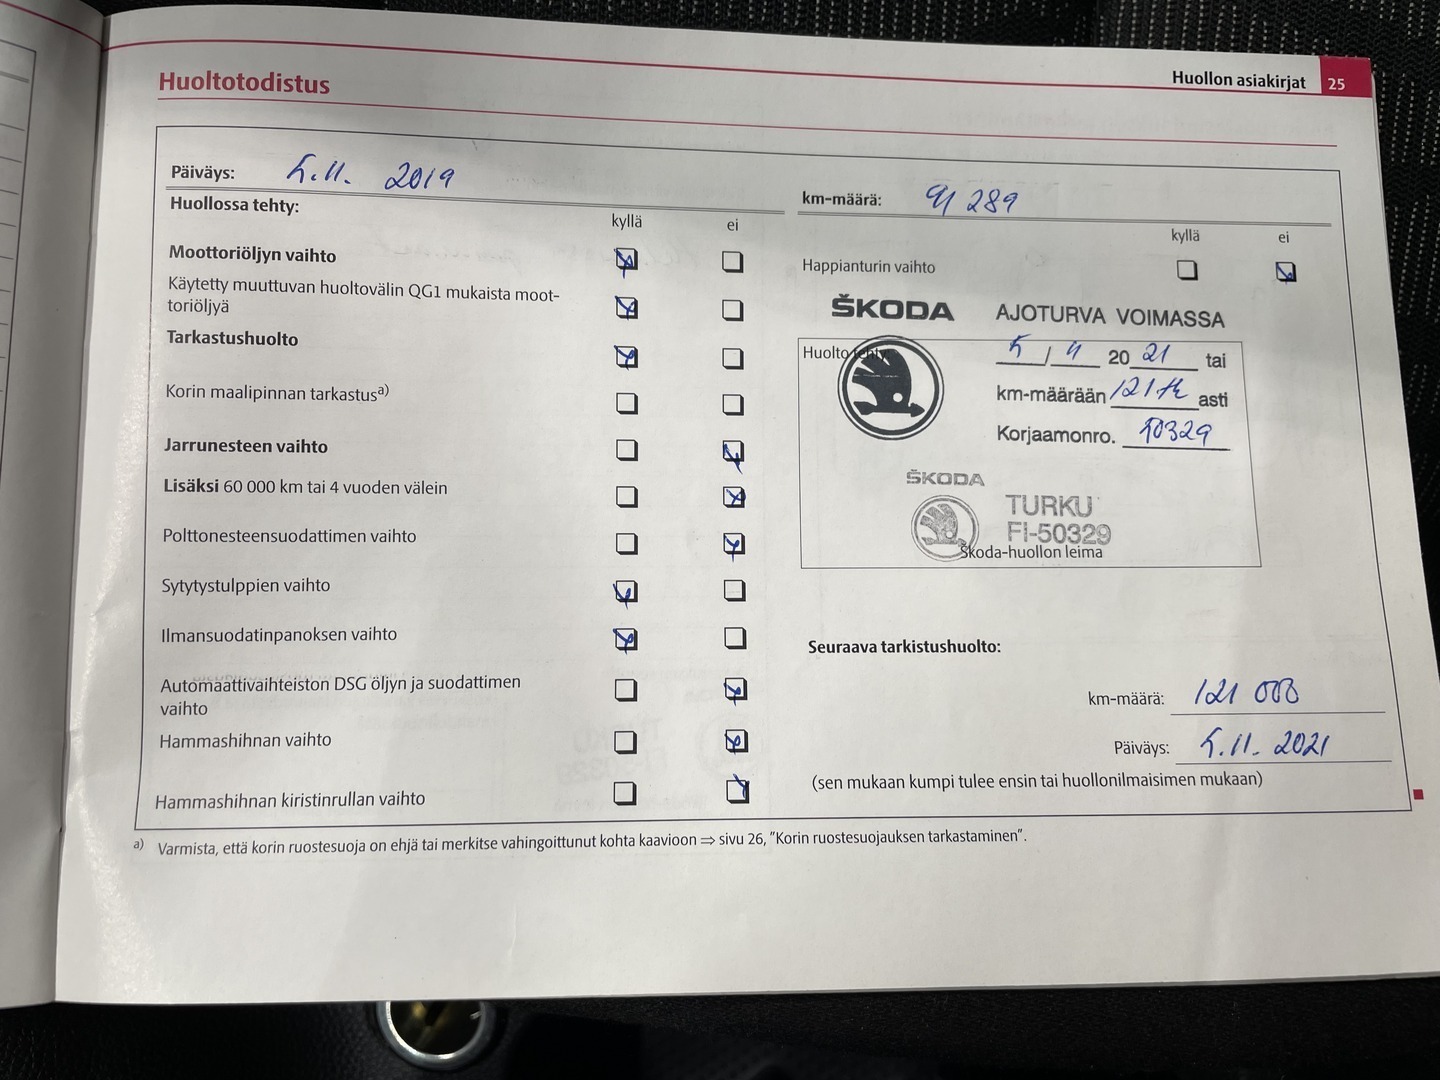 Huollon asiakirjat 25
Huoltotodistus
Päiväys: 5.11. 2019
Huollossa tehty:
kyllä ei
Moottoriöljyn vaihto
Käytetty muuttuvan huoltovälin QG1 mukaista moot-
toriöljyä
Tarkastushuolto
Korin maalipinnan tarkastusa)
Jarrunesteen vaihto
Lisäksi 60 000 km tai 4 vuoden välein
Polttonesteensuodattimen vaihto
Sytytystulppien vaihto
Ilmansuodatinpanoksen vaihto
Automaattivaihteiston DSG öljyn ja suodattimen
vaihto
Hammashihnan vaihto
Hammashihnan kiristinrullan vaihto
km-määrä: 91 289
kyllä ei
Happianturin vaihto
ŠKODA AJOTURVA VOIMASSA
Huolto tehty:
5 / 11 20 21 tai
km-määrään 121 tk asti
Korjaamonro. 50329
ŠKODA
TURKU
FI-50329
Škoda-huollon leima
Seuraava tarkistushuolto:
km-määrä: 121 000
Päiväys: 5.11. 2021
(sen mukaan kumpi tulee ensin tai huollonilmaisimen mukaan)
a) Varmista, että korin ruostesuoja on ehjä tai merkitse vahingoittunut kohta kaavioon ⇒ sivu 26, "Korin ruostesuojauksen tarkastaminen".